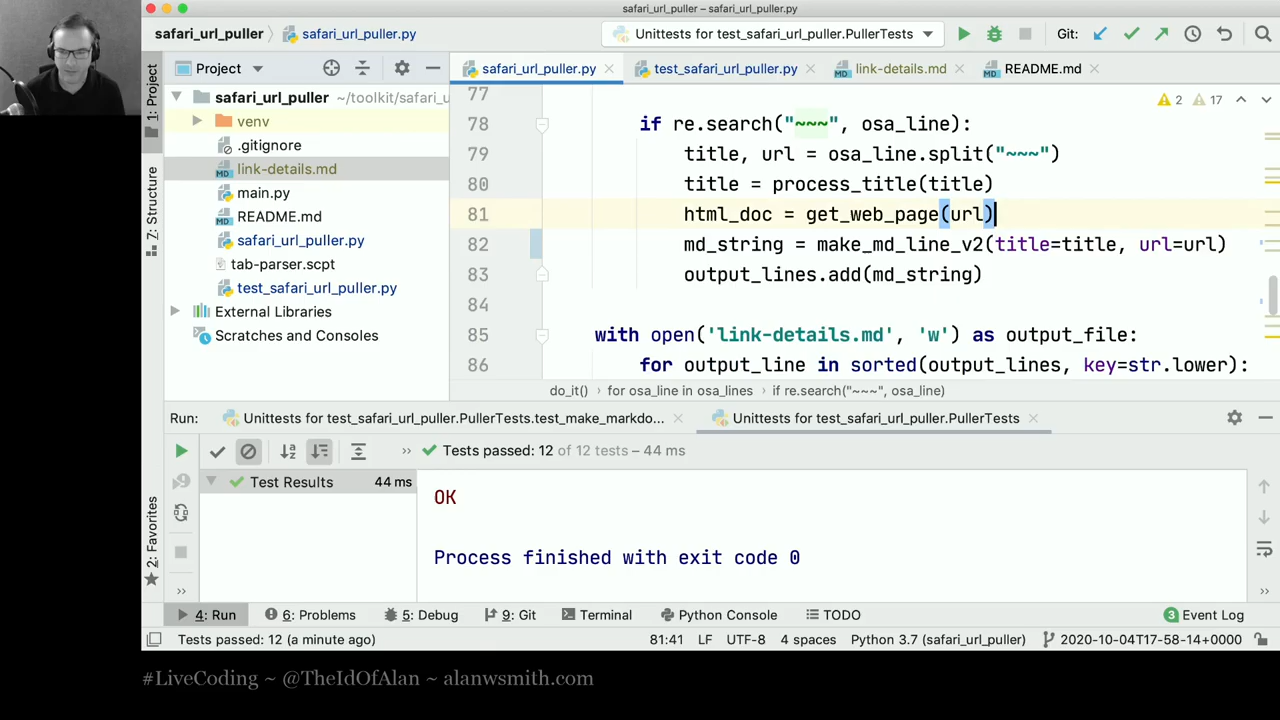 safari_url_puller – safari_url_puller.py
safari_url_puller
safari_url_puller.py
Unittests for test_safari_url_puller.PullerTests
Git:
Project
safari_url_puller.py
test_safari_url_puller.py
link-details.md
README.md
1: Project
Z: Structure
2: Favorites
safari_url_puller ~/toolkit/safari_u
venv
.gitignore
link-details.md
main.py
README.md
safari_url_puller.py
tab-parser.scpt
test_safari_url_puller.py
External Libraries
Scratches and Consoles
2
17
77
78 if re.search("~~~", osa_line):
79 title, url = osa_line.split("~~~")
80 title = process_title(title)
81 html_doc = get_web_page(url)
82 md_string = make_md_line_v2(title=title, url=url)
83 output_lines.add(md_string)
84
85 with open('link-details.md', 'w') as output_file:
86 for output_line in sorted(output_lines, key=str.lower):
do_it() › for osa_line in osa_lines › if re.search("~~~", osa_line)
Run:
Unittests for test_safari_url_puller.PullerTests.test_make_markdo...
Unittests for test_safari_url_puller.PullerTests
Tests passed: 12 of 12 tests – 44 ms
Test Results 44 ms
OK
Process finished with exit code 0
4: Run
6: Problems
5: Debug
9: Git
Terminal
Python Console
TODO
3 Event Log
Tests passed: 12 (a minute ago)
81:41 LF UTF-8 4 spaces Python 3.7 (safari_url_puller) 2020-10-04T17-58-14+0000
#LiveCoding ~ @TheIdOfAlan ~ alanwsmith.com